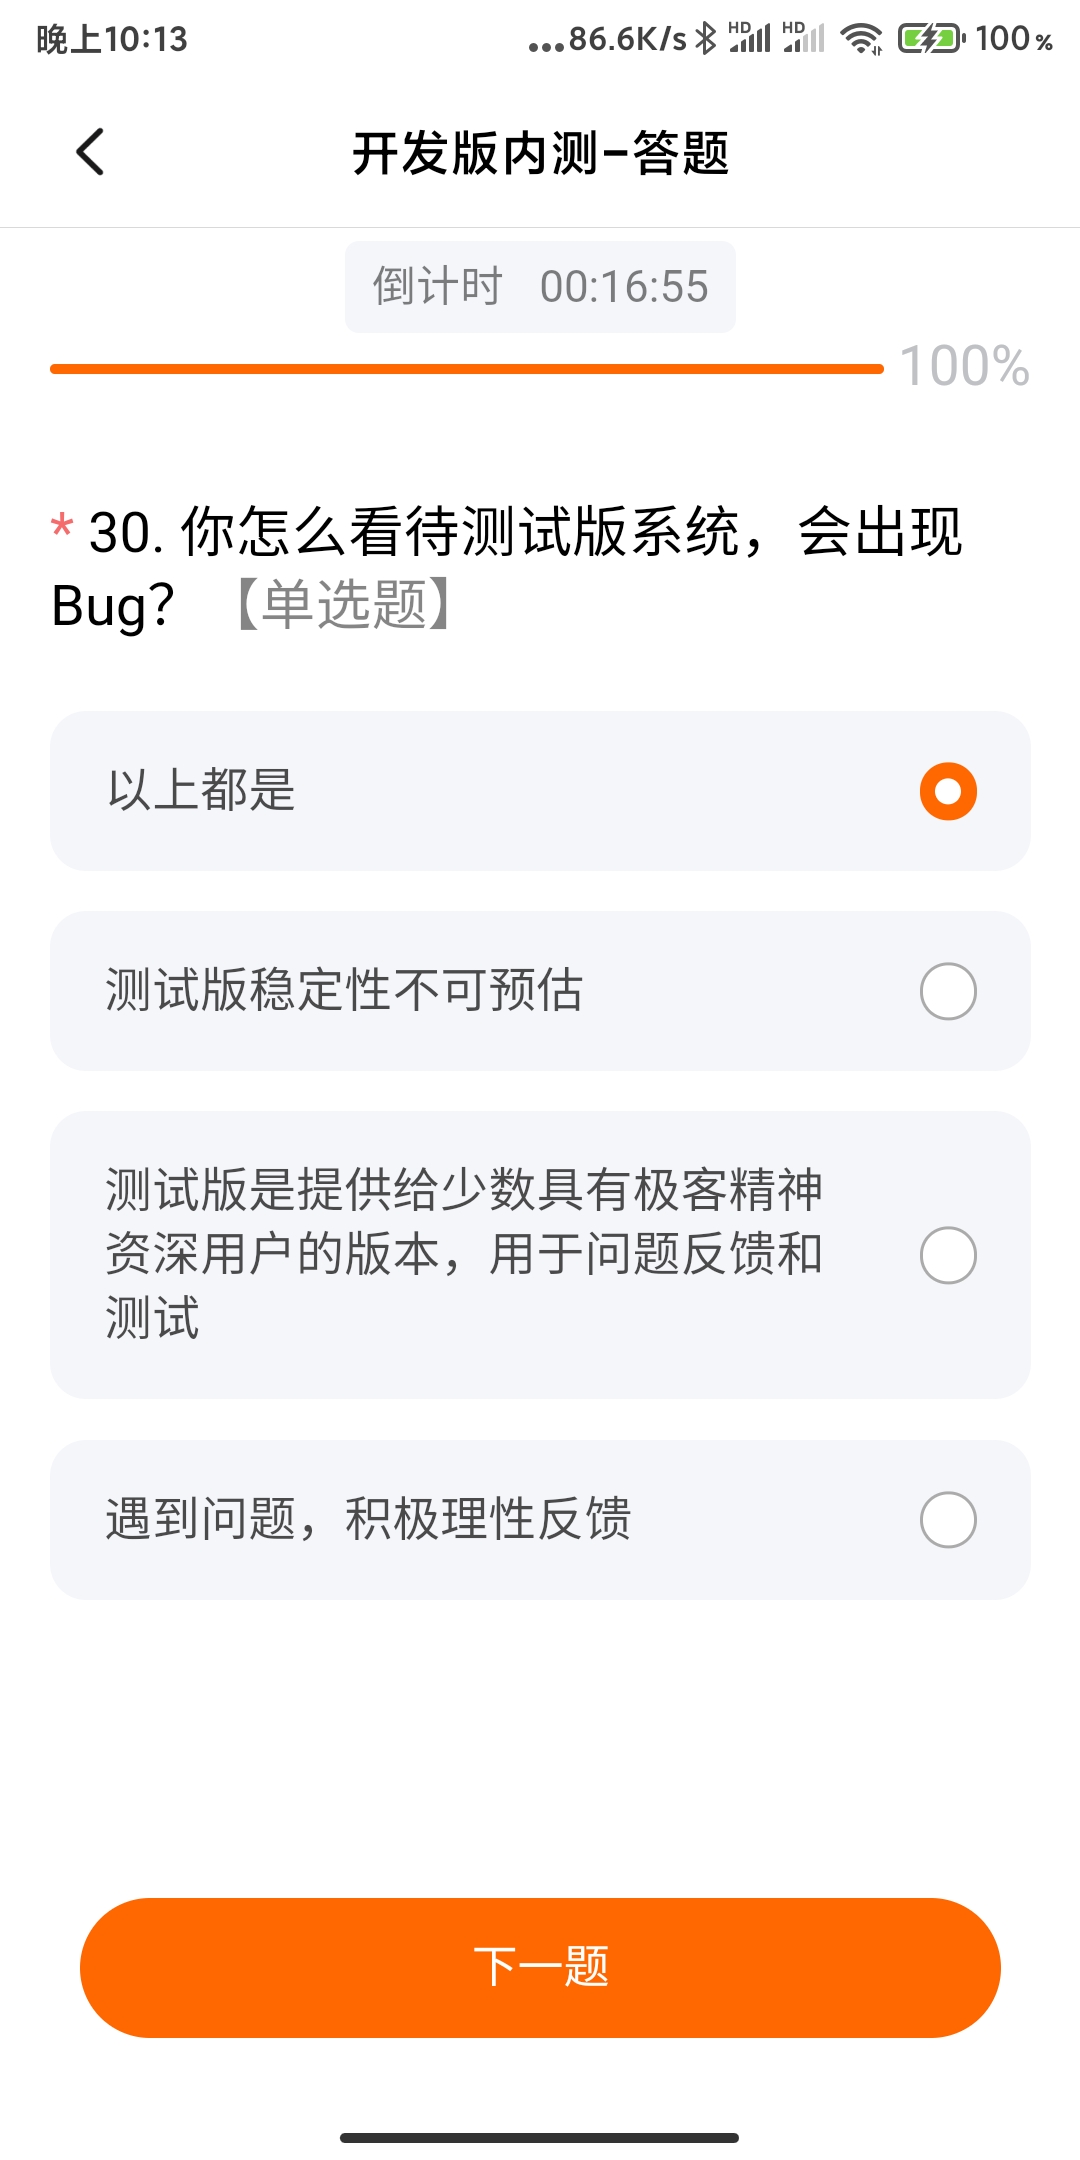 晚上10:13
...86.6K/s HD HD 100%
开发版内测-答题
倒计时 00:16:55
100%
* 30. 你怎么看待测试版系统，会出现
Bug？【单选题】
以上都是
测试版稳定性不可预估
测试版是提供给少数具有极客精神
资深用户的版本，用于问题反馈和
测试
遇到问题，积极理性反馈
下一题